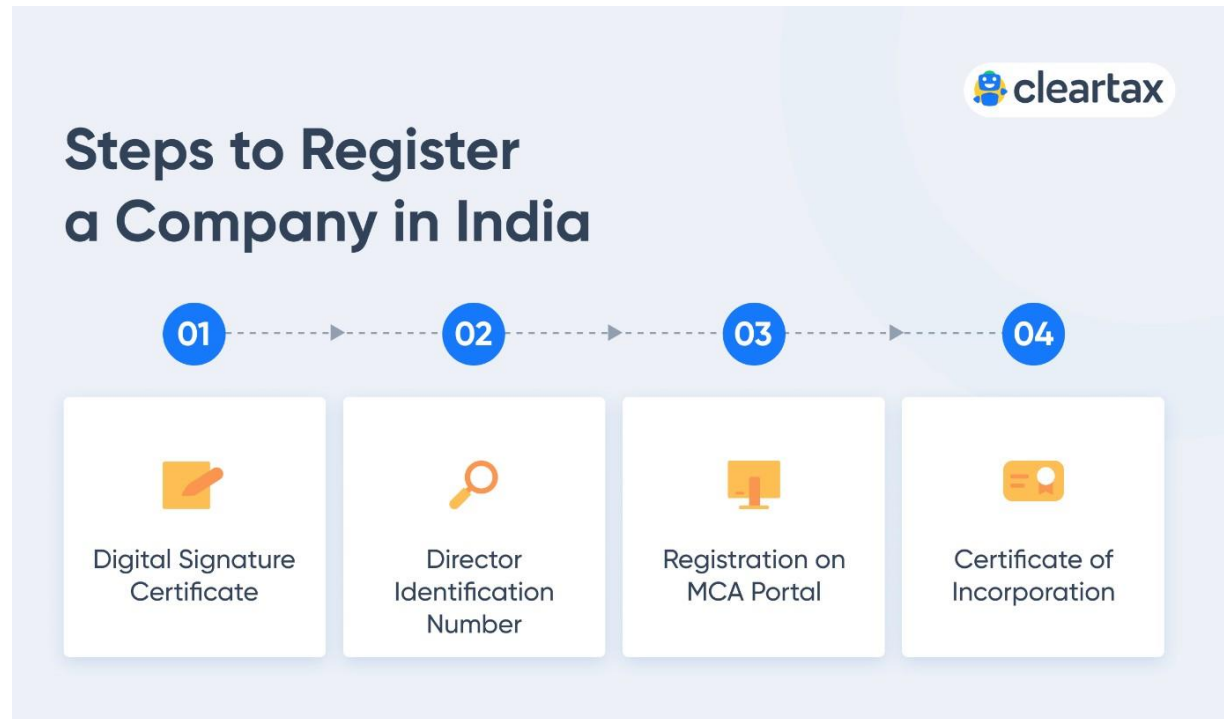 cleartax
Steps to Register
a Company in India
01
02
03
04
Digital Signature
Certificate
Director
Identification
Number
Registration on
MCA Portal
Certificate of
Incorporation